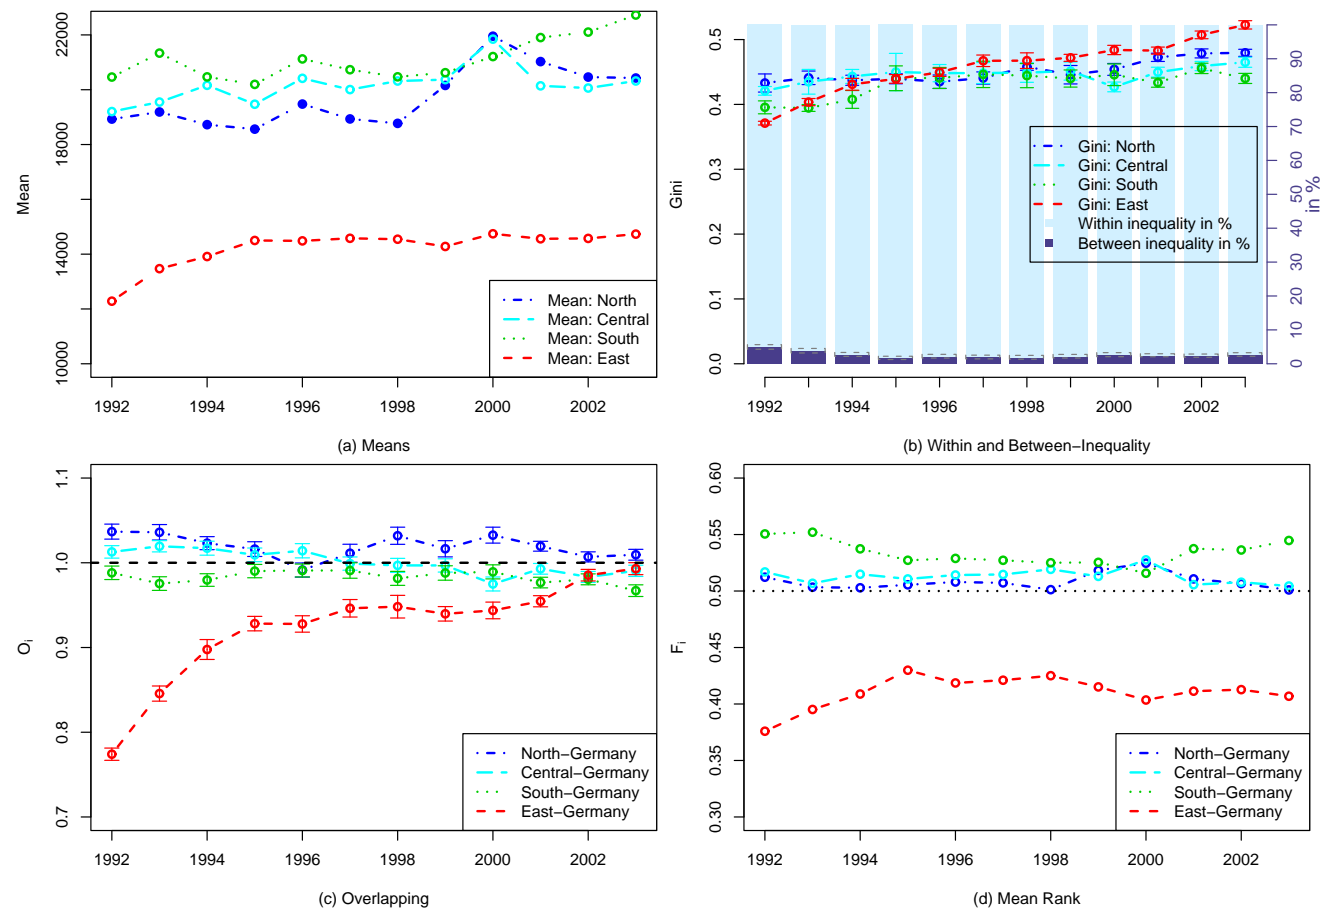 Mean
22000
18000
14000
10000
1992
1994
1996
1998
2000
2002
Mean: North
Mean: Central
Mean: South
Mean: East
(a) Means
Gini
0.5
0.4
0.3
0.2
0.1
0.0
in %
90
80
70
60
50
40
30
20
10
0
1992
1994
1996
1998
2000
2002
Gini: North
Gini: Central
Gini: South
Gini: East
Within inequality in %
Between inequality in %
(b) Within and Between−Inequality
Oi
1.1
1.0
0.9
0.8
0.7
1992
1994
1996
1998
2000
2002
North−Germany
Central−Germany
South−Germany
East−Germany
(c) Overlapping
Fi
0.60
0.55
0.50
0.45
0.40
0.35
0.30
1992
1994
1996
1998
2000
2002
North−Germany
Central−Germany
South−Germany
East−Germany
(d) Mean Rank